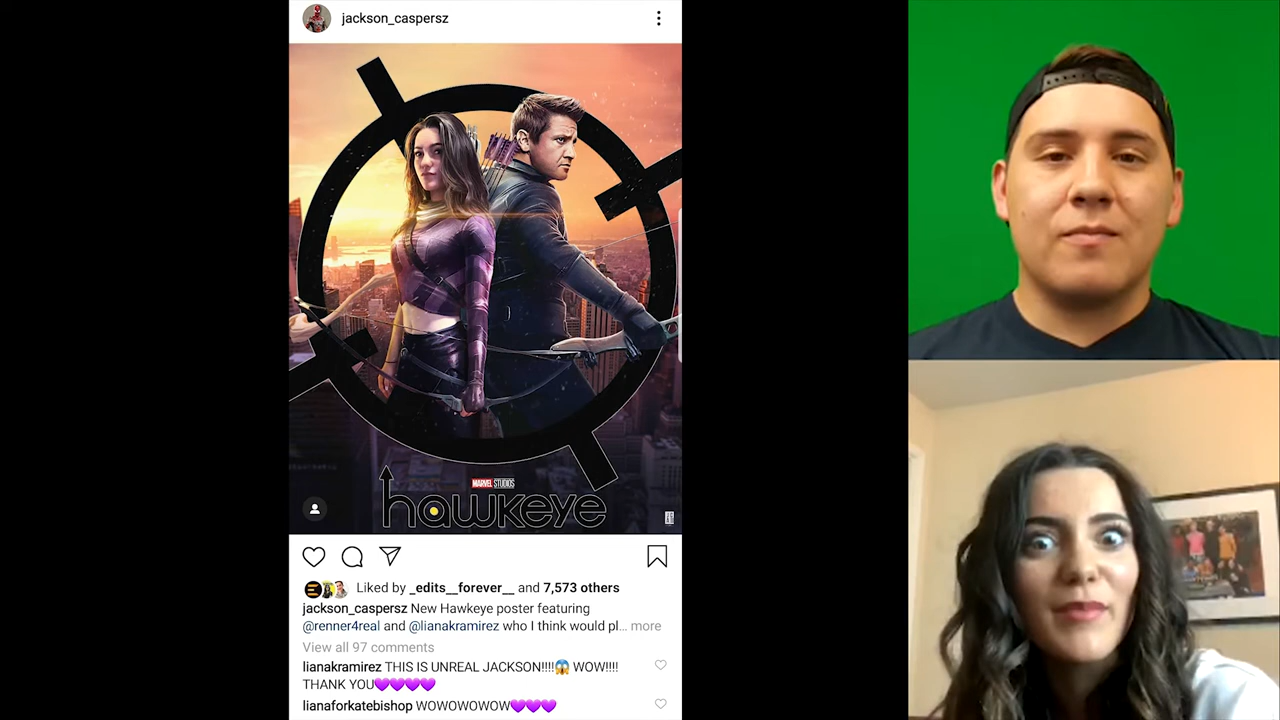 jackson_caspersz
MARVEL STUDIOS
hawkeye
Liked by _edits__forever__ and 7,573 others
jackson_caspersz New Hawkeye poster featuring
@renner4real and @lianakramirez who I think would pl... more
View all 97 comments
lianakramirez THIS IS UNREAL JACKSON!!!!😱 WOW!!!!
THANK YOU💜💜💜💜
lianaforkatebishop WOWOWOWOW💜💜💜